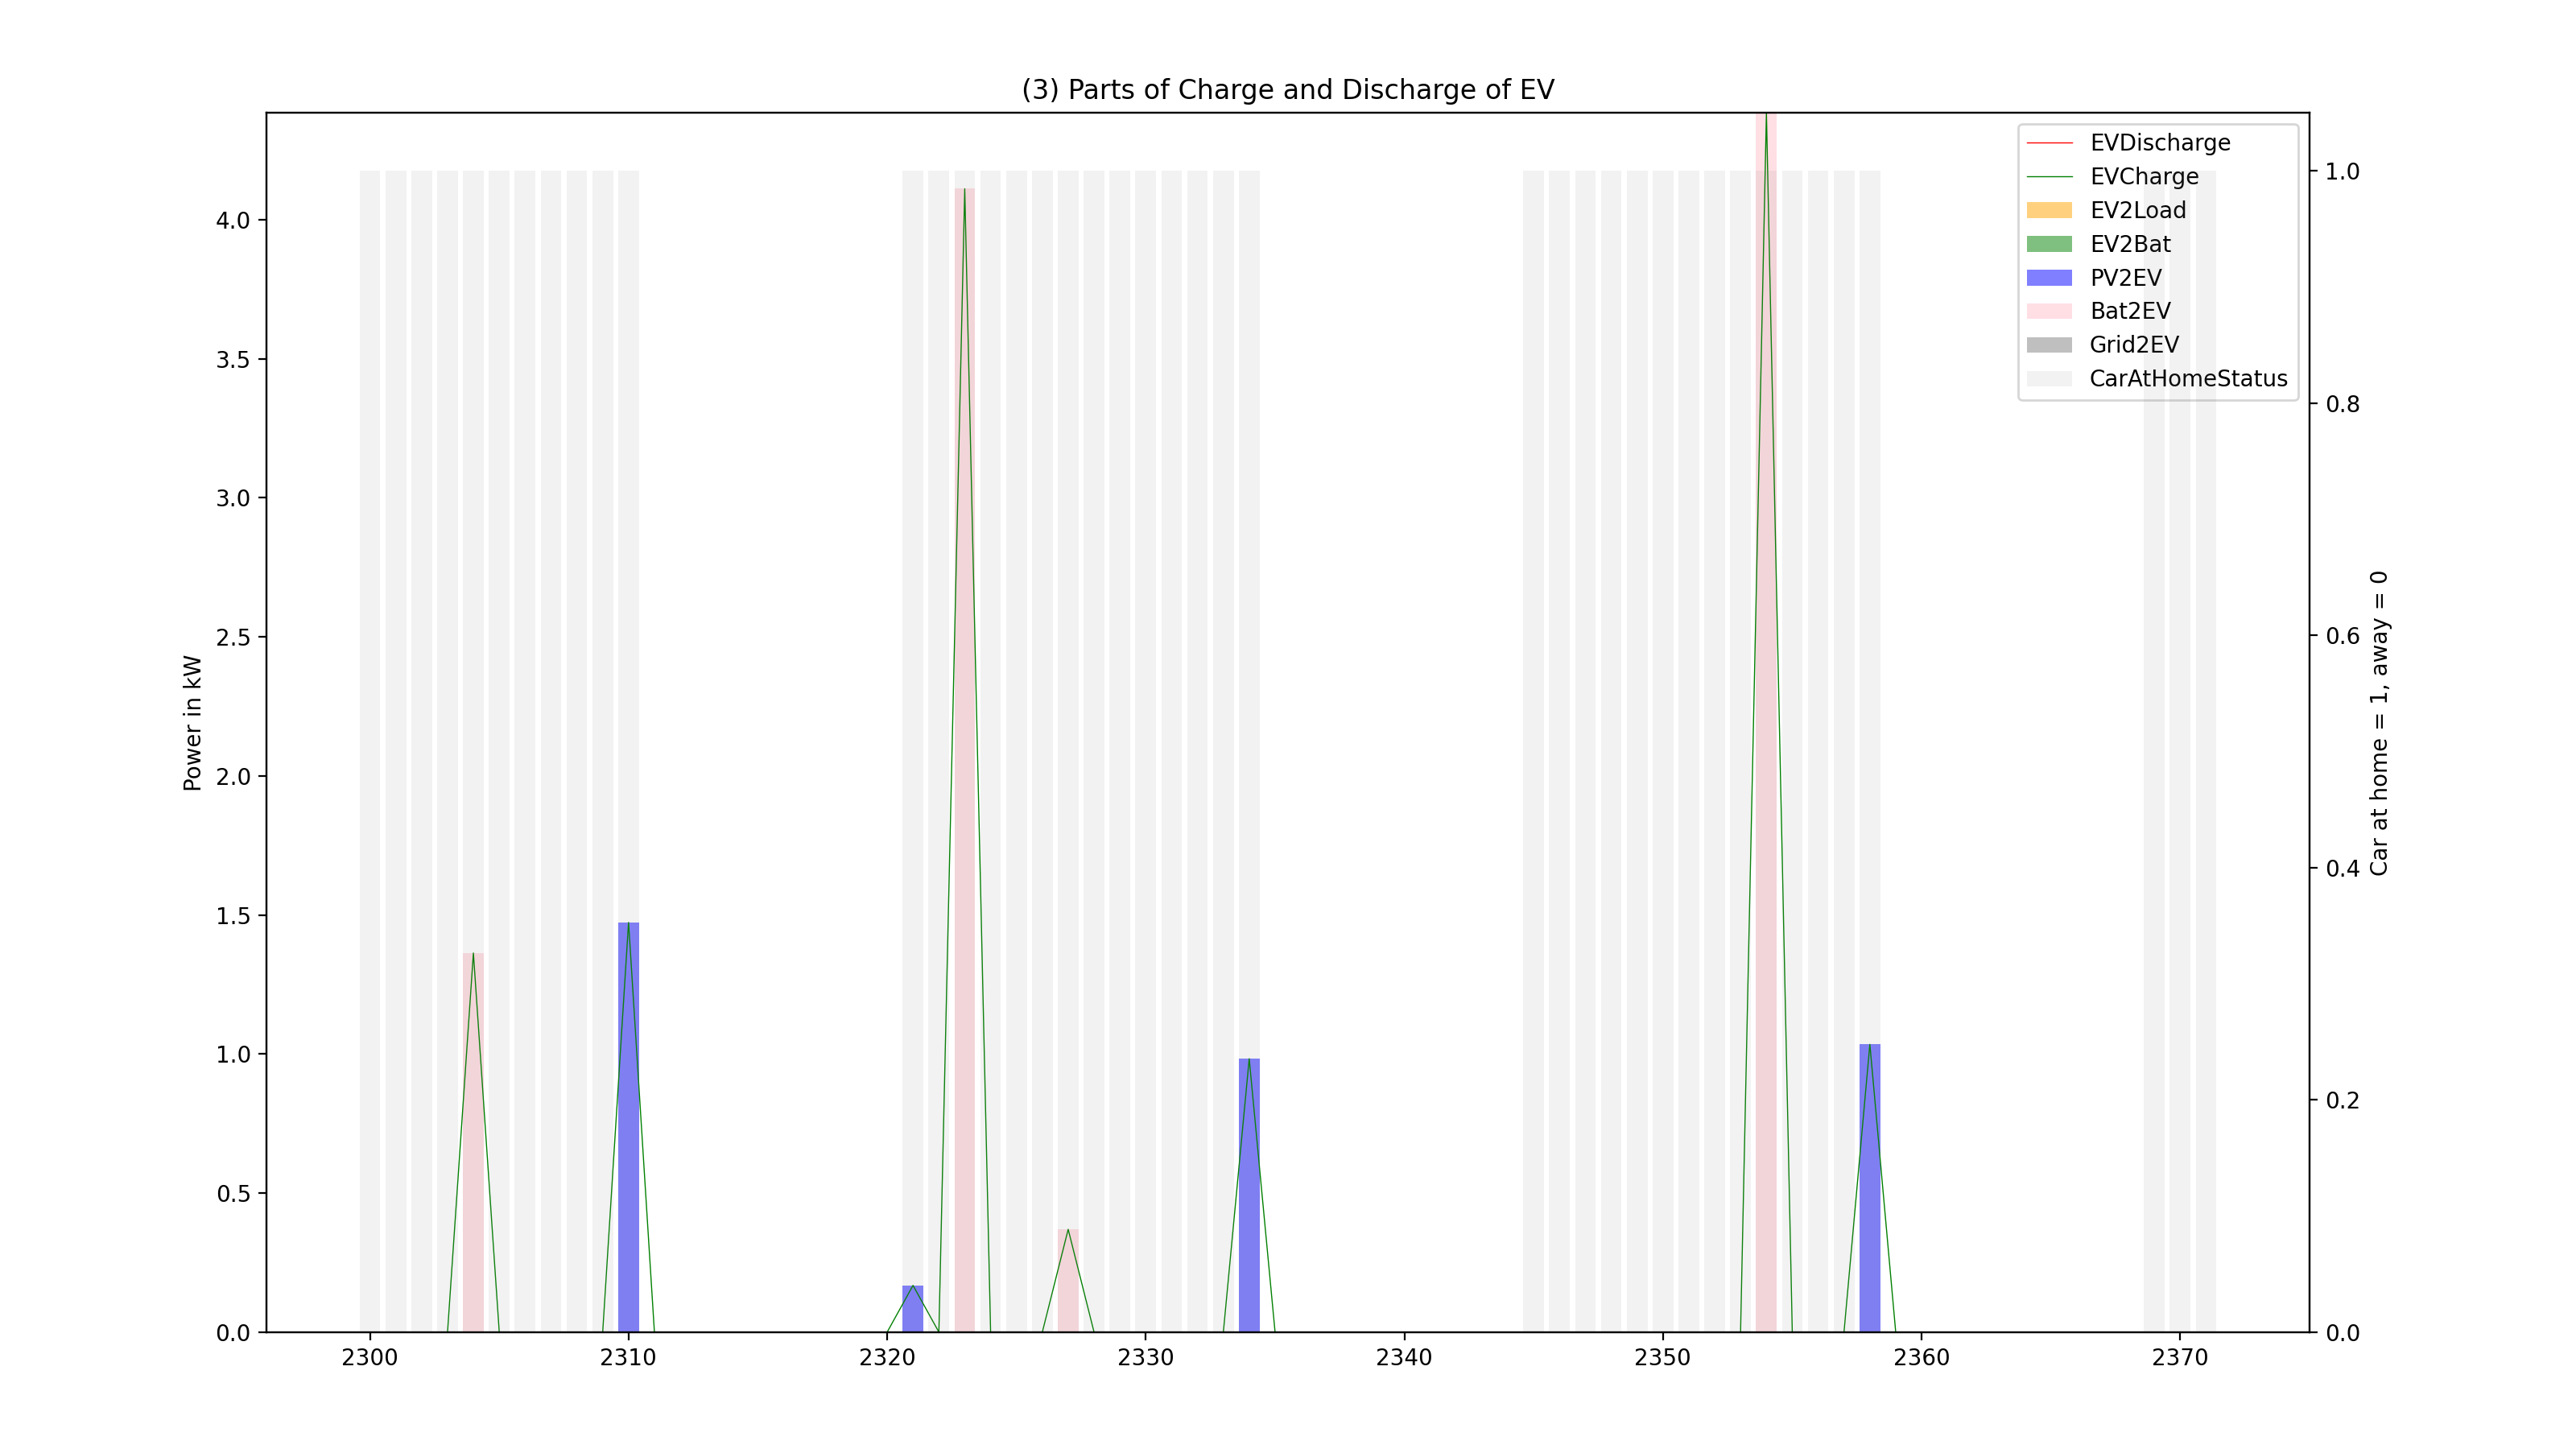 (3) Parts of Charge and Discharge of EV
EVDischarge
EVCharge
EV2Load
EV2Bat
PV2EV
Bat2EV
Grid2EV
CarAtHomeStatus
4.0
3.5
3.0
2.5
2.0
1.5
1.0
0.5
0.0
Power in kW
1.0
0.8
0.6
0.4
0.2
0.0
Car at home = 1, away = 0
2300 2310 2320 2330 2340 2350 2360 2370